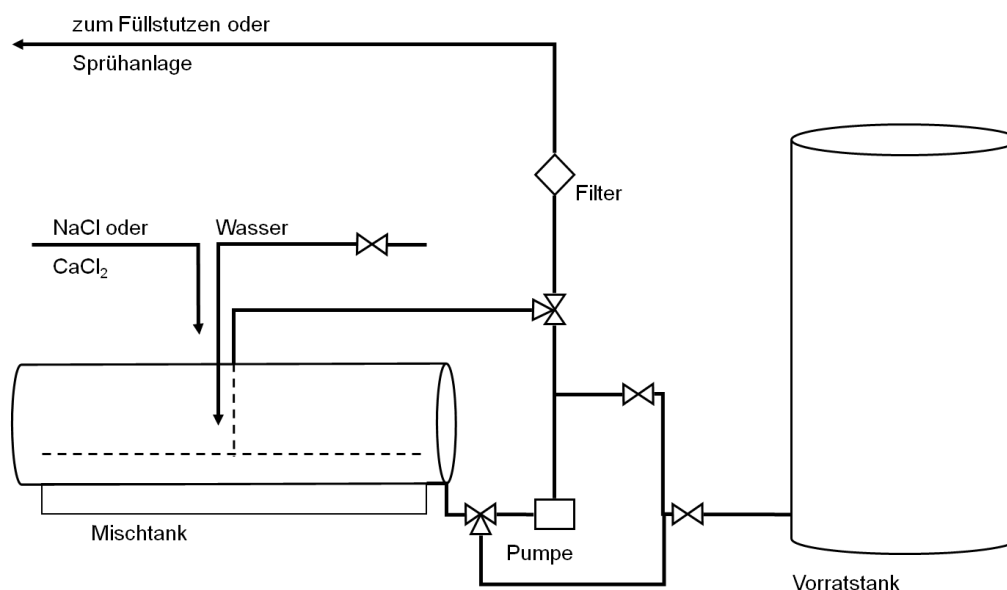 zum Füllstutzen oder
Sprühanlage
Filter
NaCl oder
CaCl₂
Wasser
Mischtank
Pumpe
Vorratstank